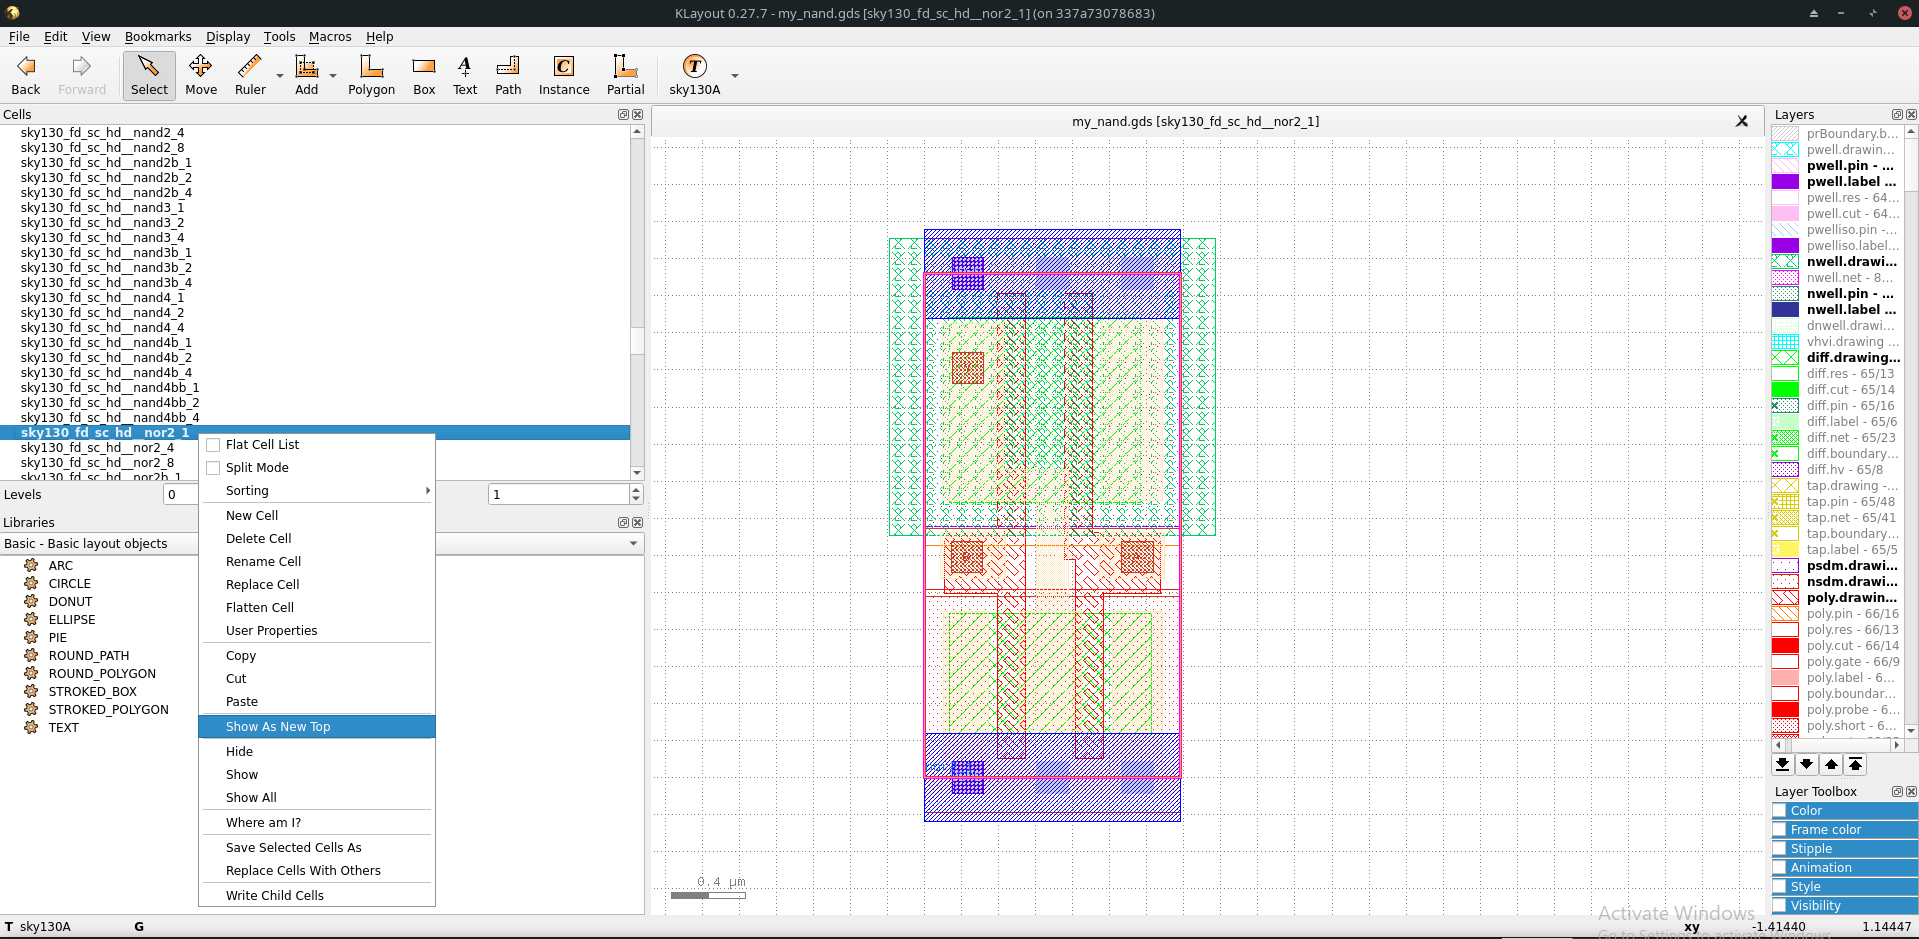 KLayout 0.27.7 - my_nand.gds [sky130_fd_sc_hd__nor2_1] (on 337a73078683)
File Edit View Bookmarks Display Tools Macros Help
Back Forward Select Move Ruler Add Polygon Box Text Path Instance Partial sky130A
Cells
sky130_fd_sc_hd__nand2_4
sky130_fd_sc_hd__nand2_8
sky130_fd_sc_hd__nand2b_1
sky130_fd_sc_hd__nand2b_2
sky130_fd_sc_hd__nand2b_4
sky130_fd_sc_hd__nand3_1
sky130_fd_sc_hd__nand3_2
sky130_fd_sc_hd__nand3_4
sky130_fd_sc_hd__nand3b_1
sky130_fd_sc_hd__nand3b_2
sky130_fd_sc_hd__nand3b_4
sky130_fd_sc_hd__nand4_1
sky130_fd_sc_hd__nand4_2
sky130_fd_sc_hd__nand4_4
sky130_fd_sc_hd__nand4b_1
sky130_fd_sc_hd__nand4b_2
sky130_fd_sc_hd__nand4b_4
sky130_fd_sc_hd__nand4bb_1
sky130_fd_sc_hd__nand4bb_2
sky130_fd_sc_hd__nand4bb_4
sky130_fd_sc_hd__nor2_1
sky130_fd_sc_hd__nor2_4
sky130_fd_sc_hd__nor2_8
sky130_fd_sc_hd__nor2b_1
Levels 0 1
Libraries
Basic - Basic layout objects
ARC
CIRCLE
DONUT
ELLIPSE
PIE
ROUND_PATH
ROUND_POLYGON
STROKED_BOX
STROKED_POLYGON
TEXT
Flat Cell List
Split Mode
Sorting
New Cell
Delete Cell
Rename Cell
Replace Cell
Flatten Cell
User Properties
Copy
Cut
Paste
Show As New Top
Hide
Show
Show All
Where am I?
Save Selected Cells As
Replace Cells With Others
Write Child Cells
my_nand.gds [sky130_fd_sc_hd__nor2_1]
0.4 µm
Layers
prBoundary.b...
pwell.drawin...
pwell.pin - ...
pwell.label ...
pwell.res - 64...
pwell.cut - 64...
pwelliso.pin -...
pwelliso.label...
nwell.drawi...
nwell.net - 8...
nwell.pin - ...
nwell.label ...
dnwell.drawi...
vhvi.drawing ...
diff.drawing...
diff.res - 65/13
diff.cut - 65/14
diff.pin - 65/16
diff.label - 65/6
diff.net - 65/23
diff.boundary...
diff.hv - 65/8
tap.drawing -...
tap.pin - 65/48
tap.net - 65/41
tap.boundary...
tap.label - 65/5
psdm.drawi...
nsdm.drawi...
poly.drawin...
poly.pin - 66/16
poly.res - 66/13
poly.cut - 66/14
poly.gate - 66/9
poly.label - 6...
poly.boundar...
poly.probe - 6...
poly.short - 6...
Layer Toolbox
Color
Frame color
Stipple
Animation
Style
Visibility
Activate Windows
Go to Settings to activate Windows.
T sky130A G xy -1.41440 1.14447